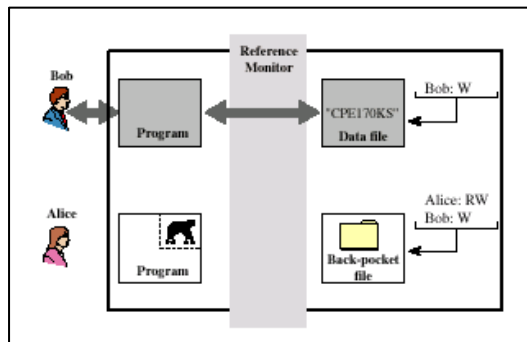 Reference
Monitor
Bob
Program
"CPE170KS"
Data file
Bob: W
Alice
Program
Back-pocket
file
Alice: RW
Bob: W